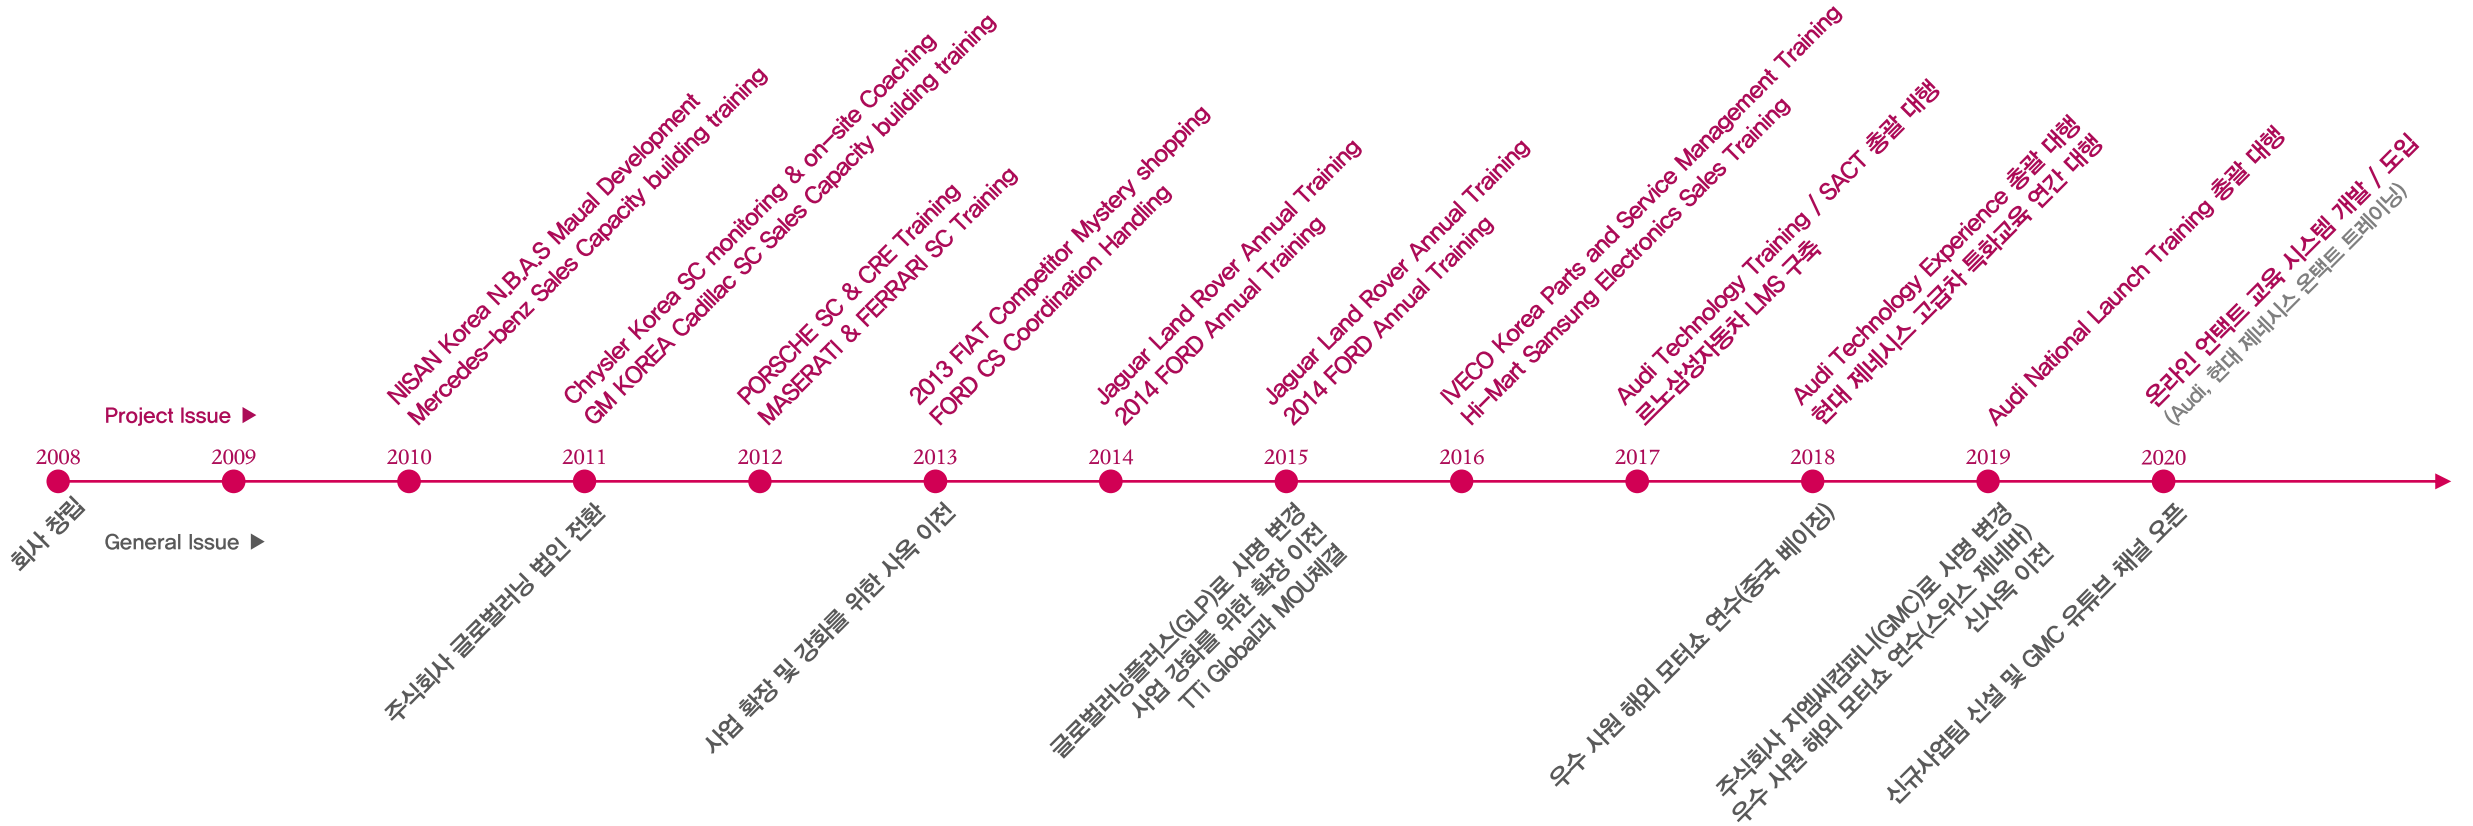 NISAN Korea N.B.A.S Maual Development
Mercedes-benz Sales Capacity building training
Chrysler Korea SC monitoring & on-site Coaching
GM KOREA Cadillac SC Sales Capacity building training
PORSCHE SC & CRE Training
MASERATI & FERRARI SC Training
2013 FIAT Competitor Mystery shopping
FORD CS Coordination Handling
Jaguar Land Rover Annual Training
2014 FORD Annual Training
Jaguar Land Rover Annual Training
2014 FORD Annual Training
IVECO Korea Parts and Service Management Training
Hi-Mart Samsung Electronics Sales Training
Audi Technology Training / SACT 총괄 대행
르노삼성자동차 LMS 구축
Audi Technology Experience 총괄 대행
현대 제네시스 고급차 특화교육 연간 대행
Audi National Launch Training 총괄 대행
온라인 언택트 교육 시스템 개발 / 도입
(Audi, 현대 제네시스 온택트 트레이닝)
Project Issue ▶
2008 2009 2010 2011 2012 2013 2014 2015 2016 2017 2018 2019 2020
General Issue ▶
회사 창립
주식회사 글로벌러닝 법인 전환
사업 확장 및 강화를 위한 사옥 이전
글로벌러닝플러스(GLP)로 사명 변경
사업 강화를 위한 확장 이전
TTi Global과 MOU체결
우수 사원 해외 모터쇼 연수(중국 베이징)
주식회사 지엠씨컴퍼니(GMC)로 사명 변경
우수 사원 해외 모터쇼 연수(스위스 제네바)
신사옥 이전
신규사업팀 신설 및 GMC 유튜브 채널 오픈